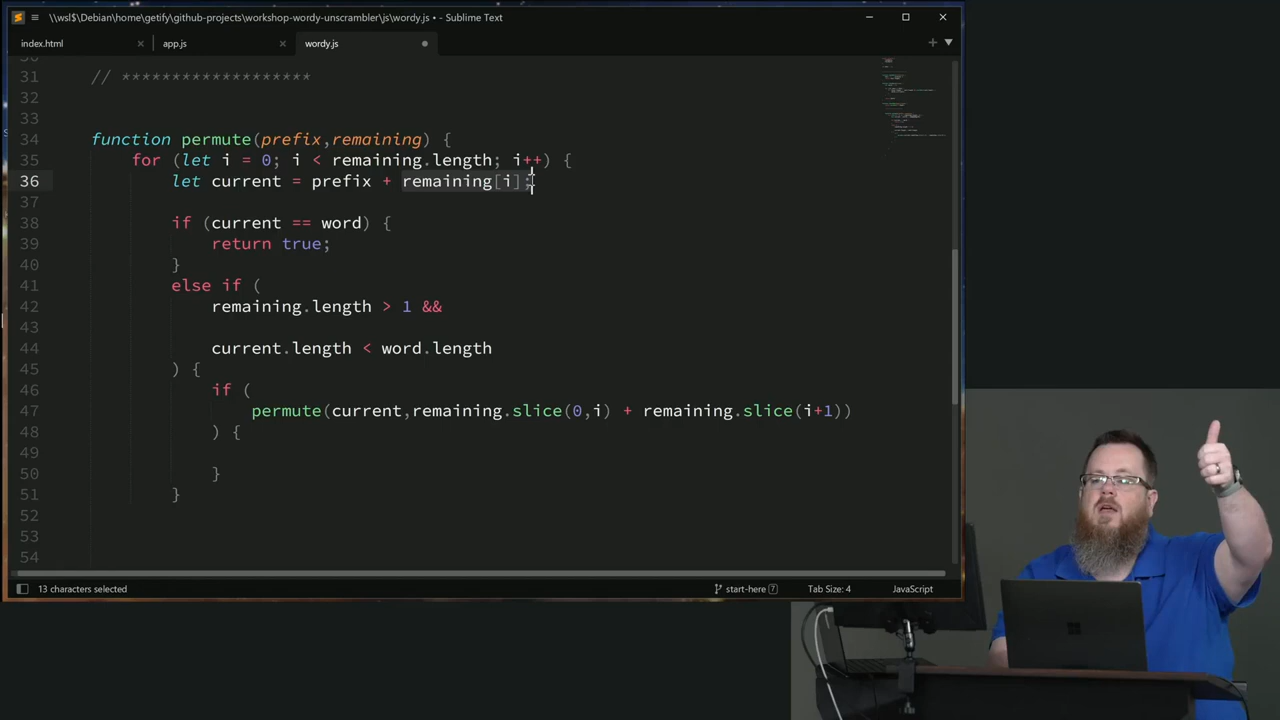 \\wsl$\Debian\home\getify\github-projects\workshop-wordy-unscrambler\js\wordy.js • - Sublime Text
index.html × app.js × wordy.js
31 // *******************
32
33
34 function permute(prefix,remaining) {
35 for (let i = 0; i < remaining.length; i++) {
36 let current = prefix + remaining[i];
37
38 if (current == word) {
39 return true;
40 }
41 else if (
42 remaining.length > 1 &&
43
44 current.length < word.length
45 ) {
46 if (
47 permute(current,remaining.slice(0,i) + remaining.slice(i+1))
48 ) {
49
50 }
51 }
52
53
54
13 characters selected start-here 7 Tab Size: 4 JavaScript